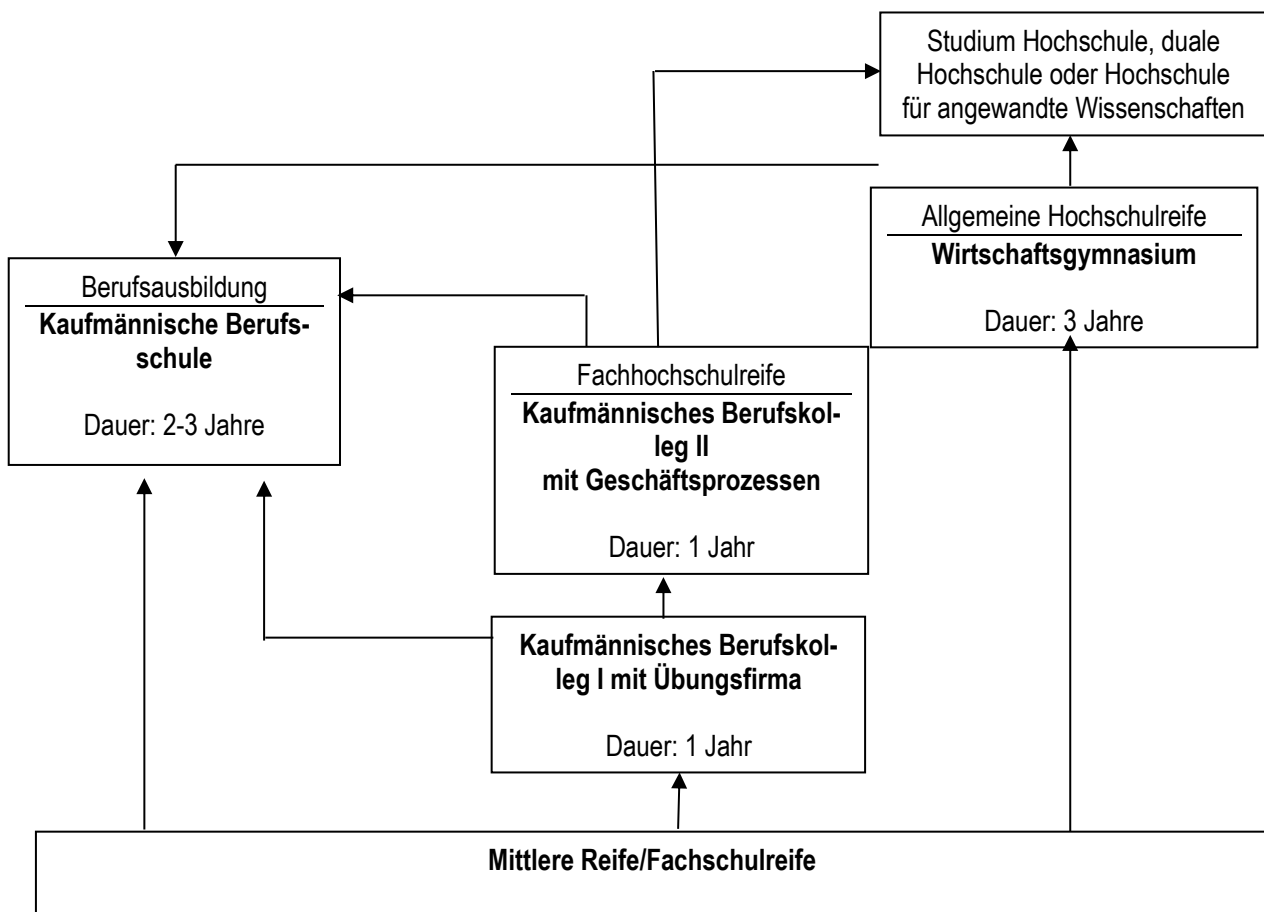 Studium Hochschule, duale
Hochschule oder Hochschule
für angewandte Wissenschaften
Allgemeine Hochschulreife
Wirtschaftsgymnasium
Dauer: 3 Jahre
Berufsausbildung
Kaufmännische Berufs-
schule
Dauer: 2-3 Jahre
Fachhochschulreife
Kaufmännisches Berufskol-
leg II
mit Geschäftsprozessen
Dauer: 1 Jahr
Kaufmännisches Berufskol-
leg I mit Übungsfirma
Dauer: 1 Jahr
Mittlere Reife/Fachschulreife